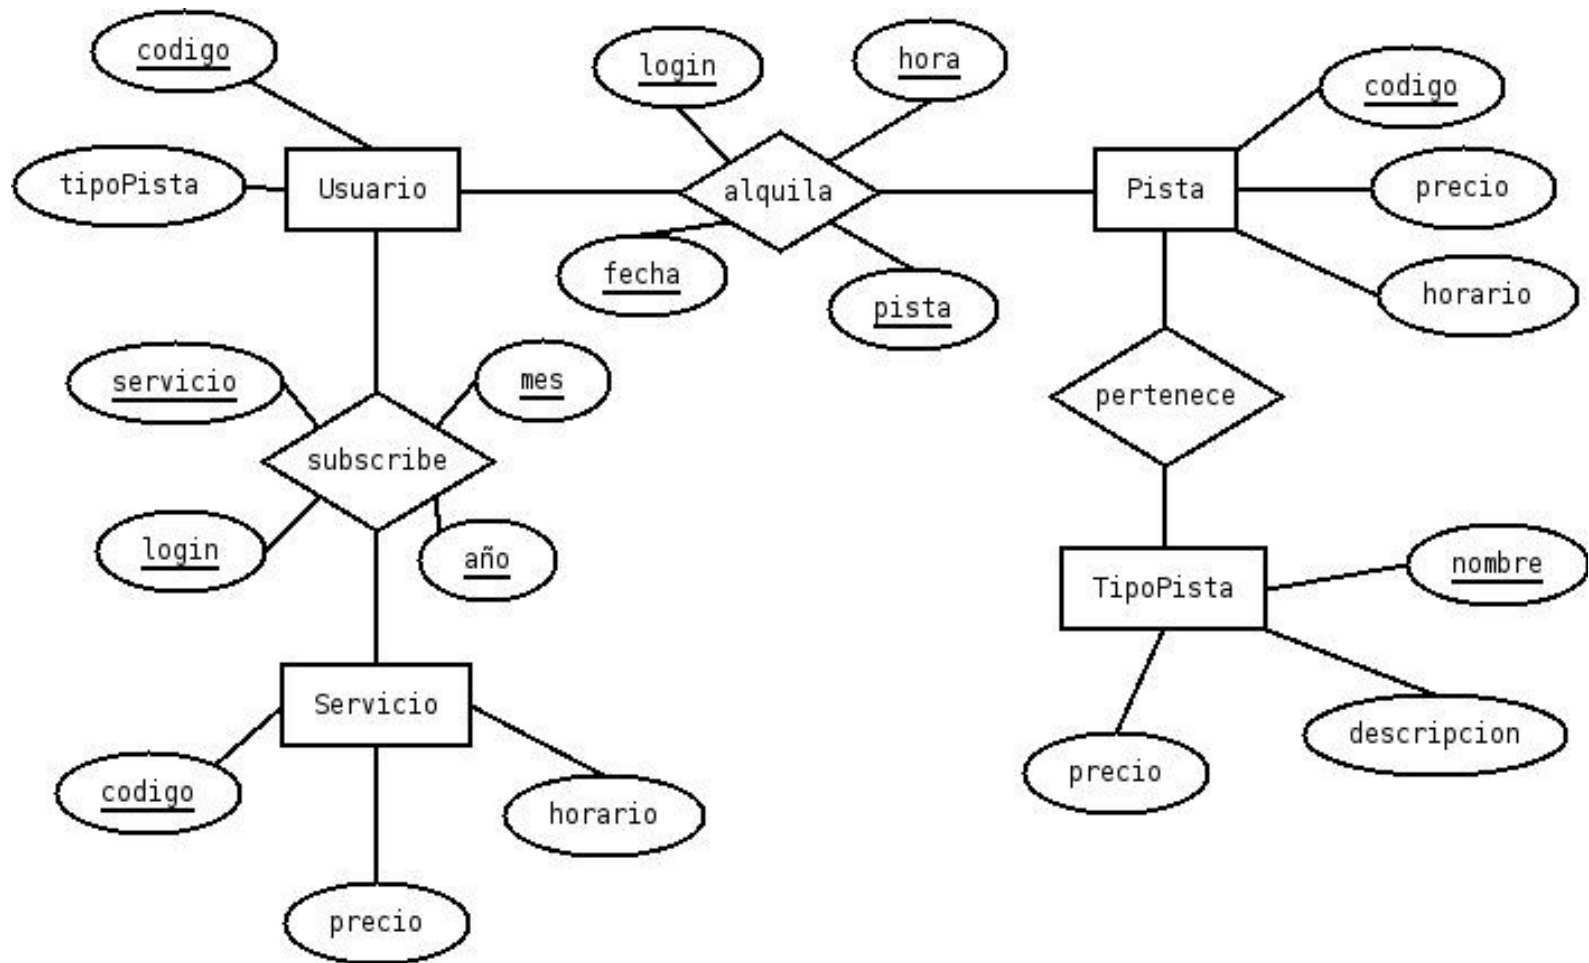 codigo
login
hora
codigo
tipoPista
Usuario
alquila
Pista
precio
fecha
pista
horario
servicio
mes
pertenece
subscribe
login
año
TipoPista
nombre
Servicio
descripcion
precio
codigo
horario
precio